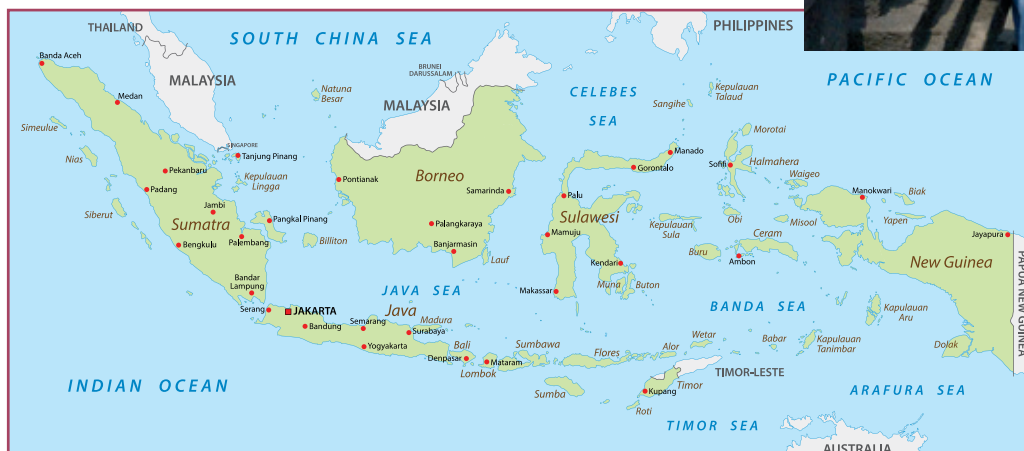 THAILAND
SOUTH CHINA SEA
PHILIPPINES
Banda Aceh
MALAYSIA
BRUNEI
DARUSSALAM
PACIFIC OCEAN
Natuna
Besar
CELEBES
SEA
Kepulauan
Talaud
Sangihe
Medan
MALAYSIA
Simeulue
Morotai
SINGAPORE
Tanjung Pinang
Manado
Nias
Gorontalo
Sofifi
Halmahera
Pekanbaru
Kepulauan
Lingga
Pontianak
Borneo
Waigeo
Padang
Samarinda
Palu
Manokwari
Biak
Jambi
Siberut
Sumatra
Pangkal Pinang
Palangkaraya
Sulawesi
Kepulauan
Sula
Obi
Misool
Yapen
Bengkulu
Palembang
Billiton
Banjarmasin
Mamuju
Ceram
Jayapura
Buru
Lauf
Kendari
Ambon
New Guinea
PAPUA NEW GUINEA
Bandar
Lampung
JAVA SEA
Makassar
Muna
Buton
Serang
JAKARTA
Java
BANDA SEA
Kepulauan
Aru
Bandung
Semarang
Madura
Surabaya
Yogyakarta
Bali
Sumbawa
Flores
Alor
Wetar
Babar
Kepulauan
Tanimbar
Dolak
Denpasar
Mataram
Lombok
TIMOR-LESTE
INDIAN OCEAN
Sumba
Kupang
Timor
ARAFURA SEA
Roti
TIMOR SEA
AUSTRALIA